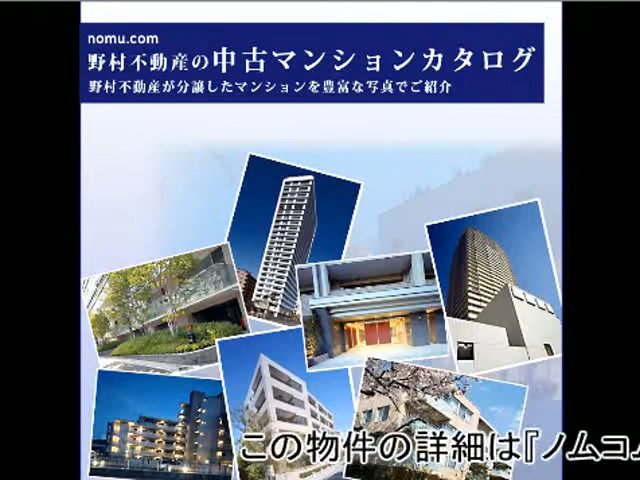 nomu.com
野村不動産の中古マンションカタログ
野村不動産が分譲したマンションを豊富な写真でご紹介
この物件の詳細は『ノムコム